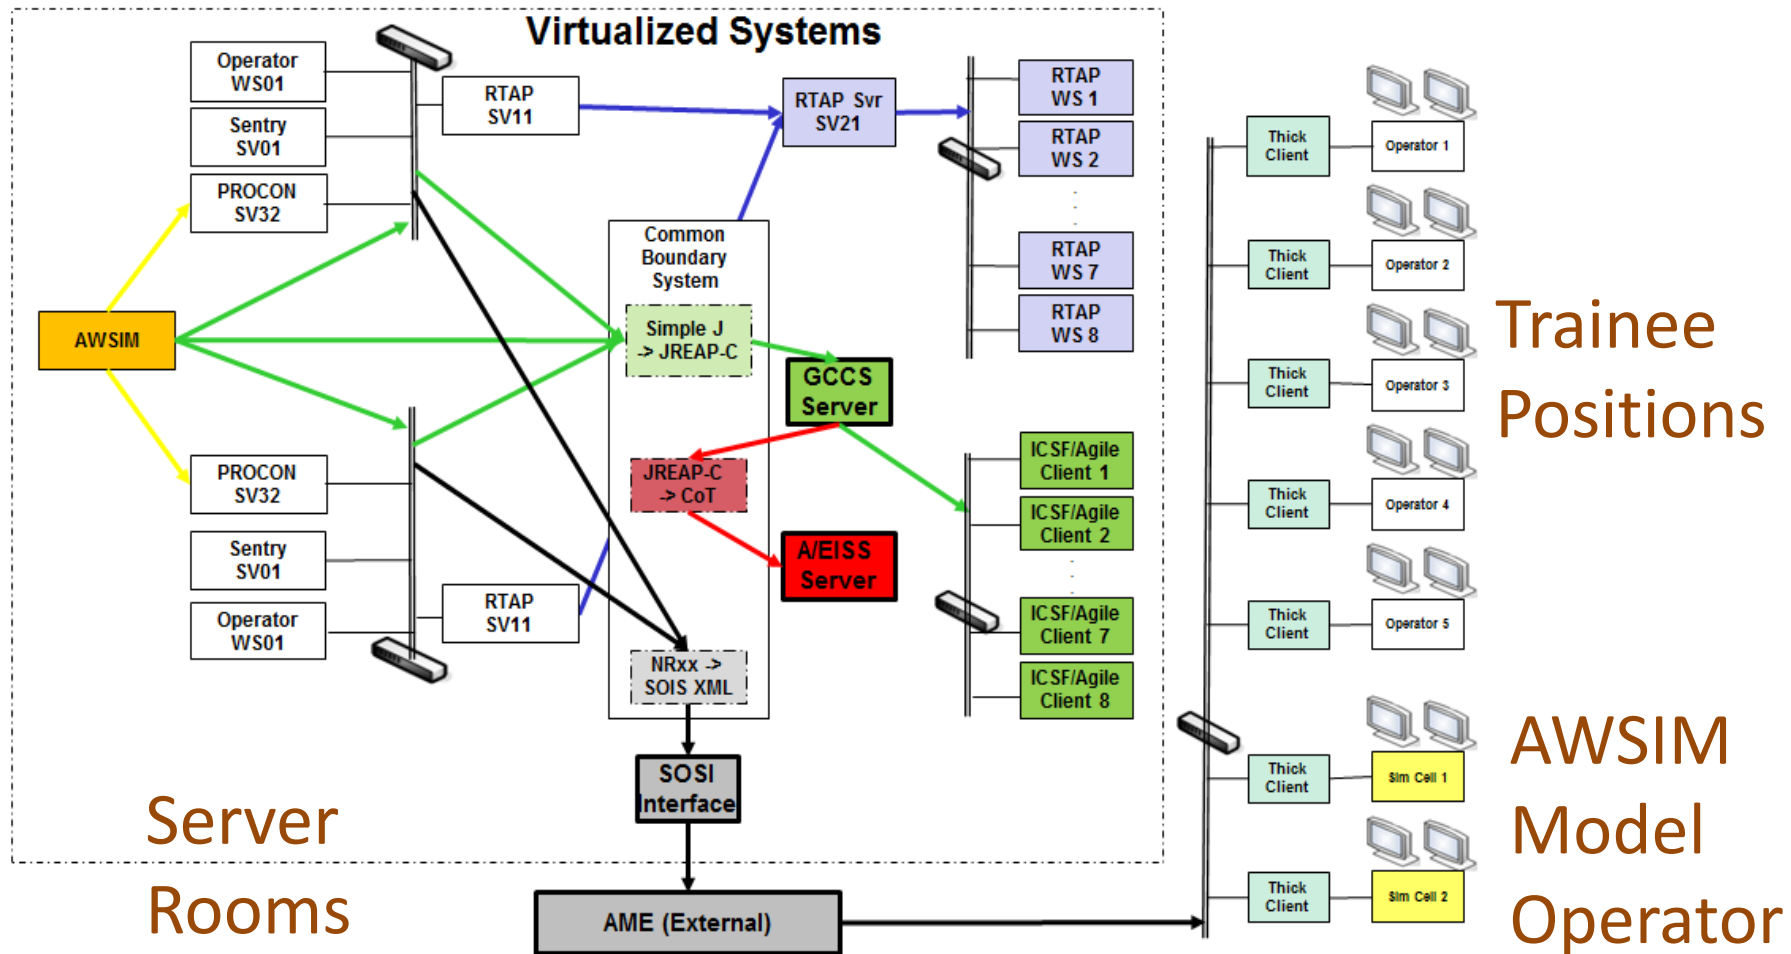 Virtualized Systems
Operator
WS01
Sentry
SV01
PROCON
SV32
RTAP
SV11
RTAP Svr
SV21
RTAP
WS 1
RTAP
WS 2
RTAP
WS 7
RTAP
WS 8
AWSIM
Common
Boundary
System
Simple J
-> JREAP-C
GCCS
Server
JREAP-C
-> CoT
A/EISS
Server
NRxx ->
SOIS XML
PROCON
SV32
Sentry
SV01
Operator
WS01
RTAP
SV11
ICSF/Agile
Client 1
ICSF/Agile
Client 2
ICSF/Agile
Client 7
ICSF/Agile
Client 8
SOSI
Interface
AME (External)
Server
Rooms
Thick
Client
Operator 1
Thick
Client
Operator 2
Thick
Client
Operator 3
Thick
Client
Operator 4
Thick
Client
Operator 5
Thick
Client
Sim Cell 1
Thick
Client
Sim Cell 2
Trainee
Positions
AWSIM
Model
Operator